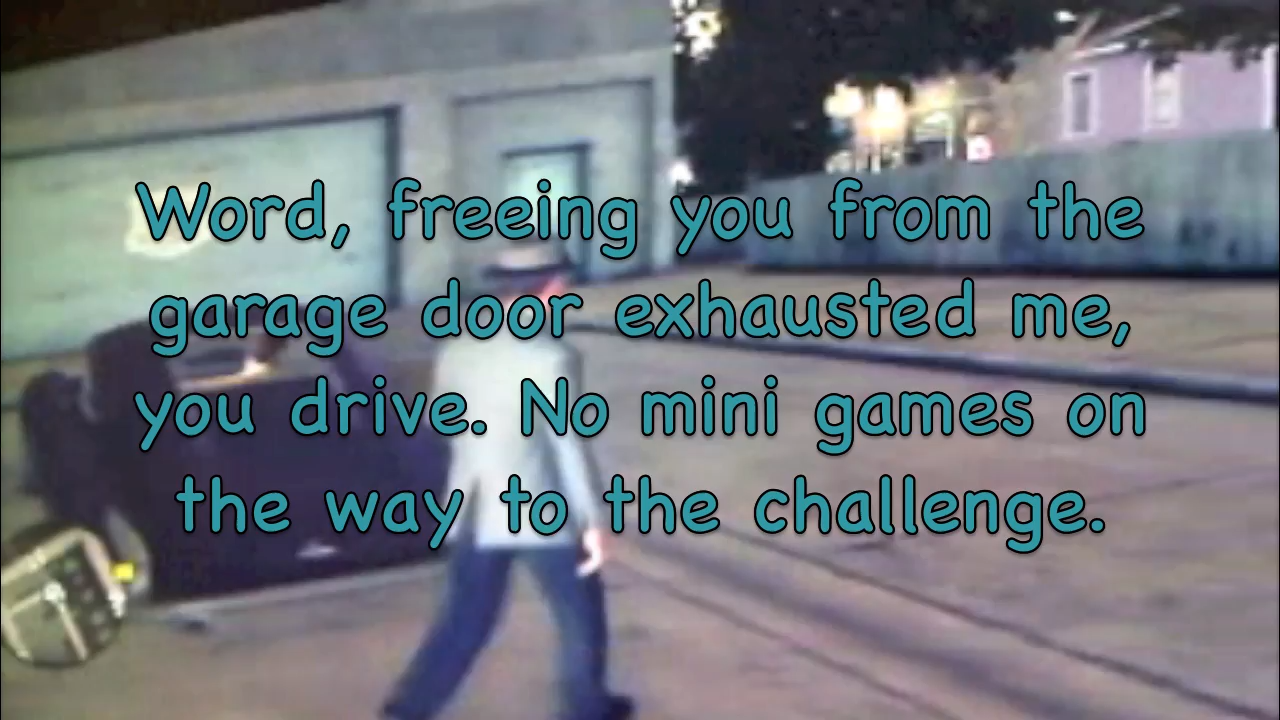 Word, freeing you from the
garage door exhausted me,
you drive. No mini games on
the way to the challenge.